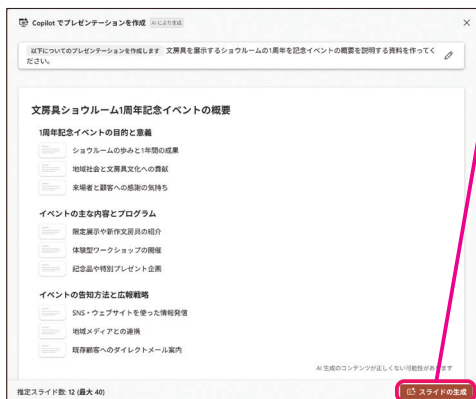 Copilot でプレゼンテーションを作成 AI により生成
以下についてのプレゼンテーションを作成します 文房具を展示するショウルームの1周年を記念イベントの概要を説明する資料を作ってく
ださい。
文房具ショウルーム1周年記念イベントの概要
1周年記念イベントの目的と意義
ショウルームの歩みと1年間の成果
地域社会と文房具文化への貢献
来場者と顧客への感謝の気持ち
イベントの主な内容とプログラム
限定展示や新作文房具の紹介
体験型ワークショップの開催
記念品や特別プレゼント企画
イベントの告知方法と広報戦略
SNS・ウェブサイトを使った情報発信
地域メディアとの連携
既存顧客へのダイレクトメール案内
AI 生成のコンテンツが正しくない可能性があります
推定スライド数: 12 (最大 40)
スライドの生成